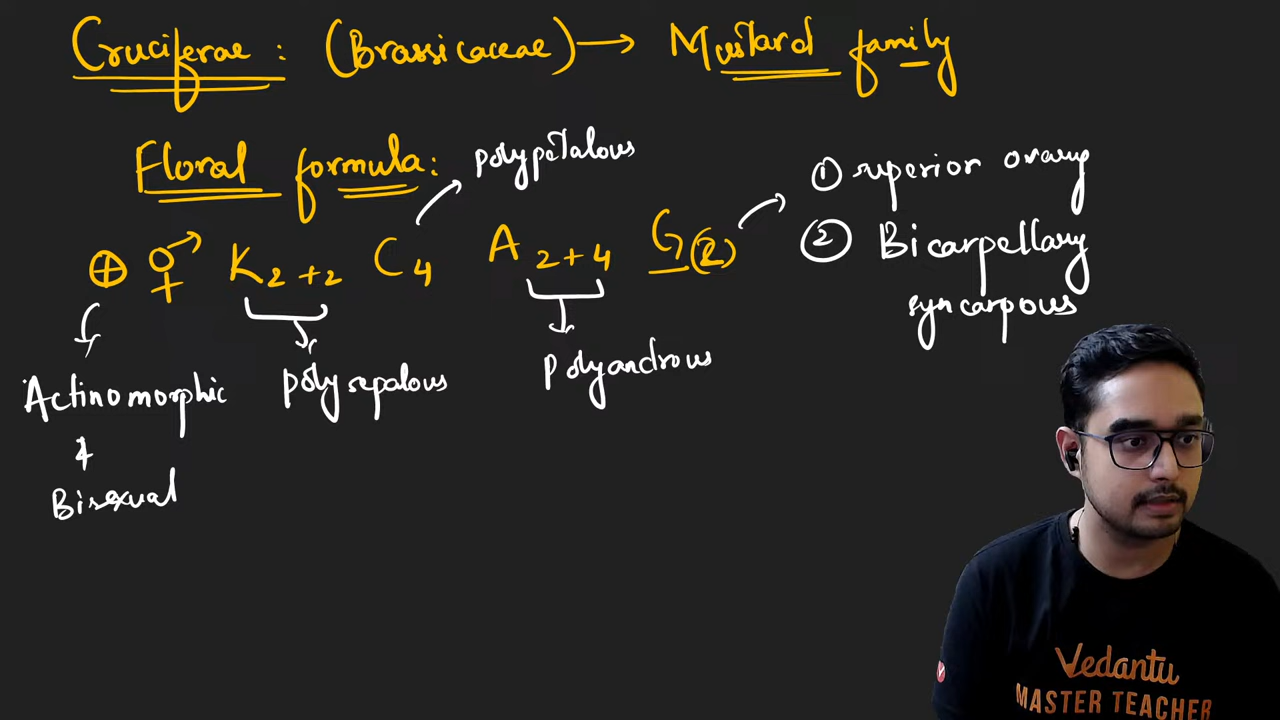 Cruciferae : (Brassicaceae) → Mustard family
Floral formula:
polypetalous
① superior ovary
② Bicarpellary
syncarpous
⊕ ⚥ K2+2 C4 A2+4 G(2)
Actinomorphic
&
Bisexual
polysepalous
Polyandrous
Vedantu
MASTER TEACHER